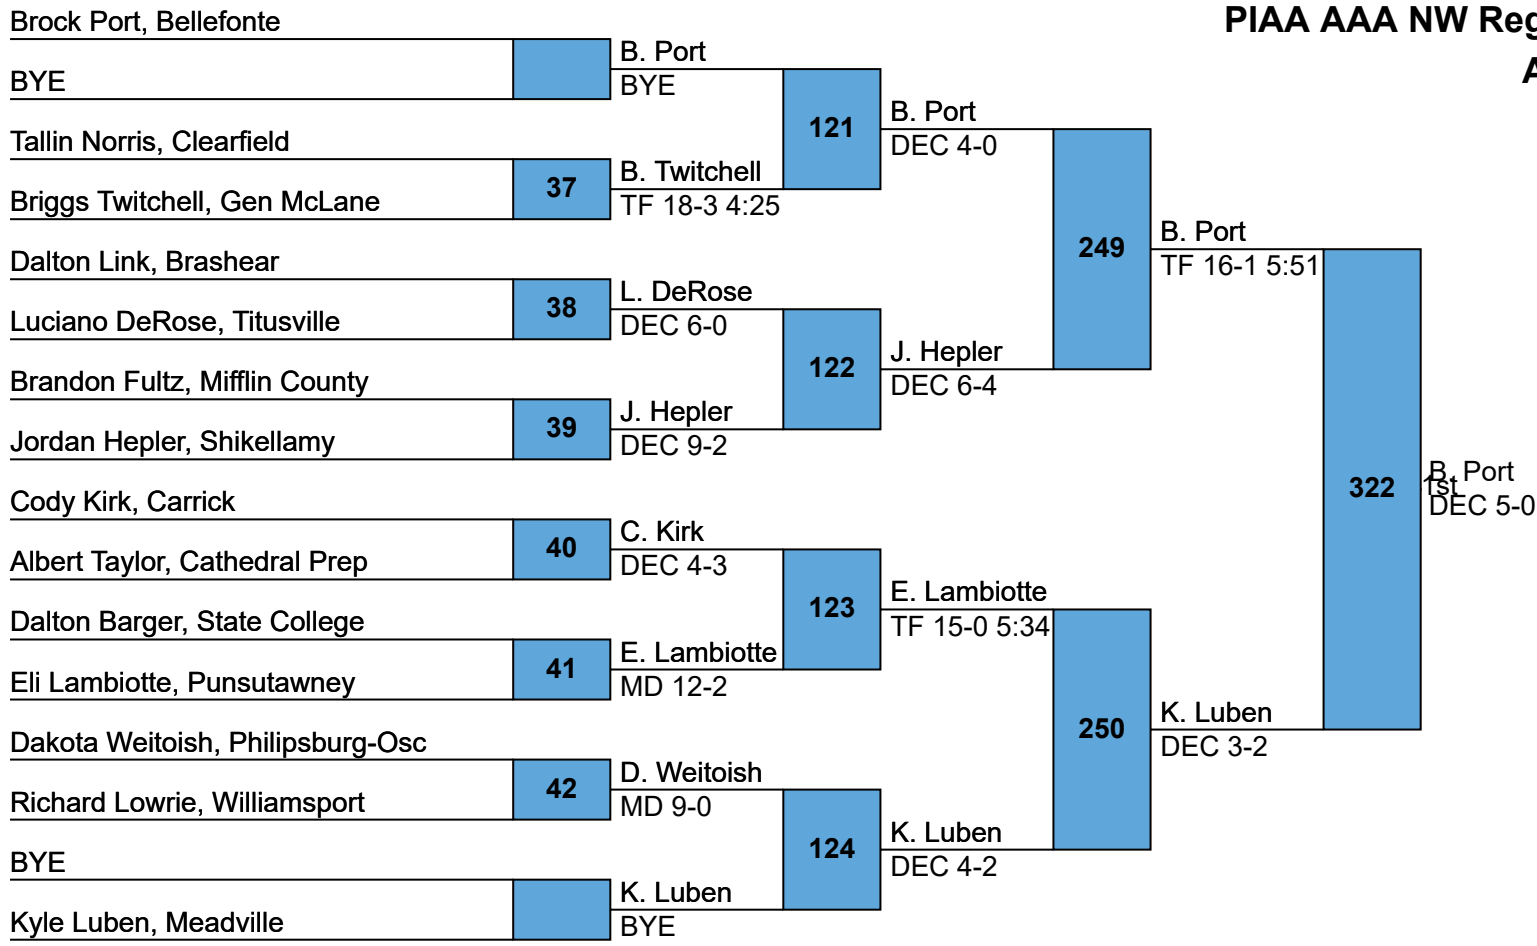 PIAA AAA NW Reg
A
Brock Port, Bellefonte
BYE
Tallin Norris, Clearfield
Briggs Twitchell, Gen McLane
Dalton Link, Brashear
Luciano DeRose, Titusville
Brandon Fultz, Mifflin County
Jordan Hepler, Shikellamy
Cody Kirk, Carrick
Albert Taylor, Cathedral Prep
Dalton Barger, State College
Eli Lambiotte, Punsutawney
Dakota Weitoish, Philipsburg-Osc
Richard Lowrie, Williamsport
BYE
Kyle Luben, Meadville
37
38
39
40
41
42
B. Port
BYE
B. Twitchell
TF 18-3 4:25
L. DeRose
DEC 6-0
J. Hepler
DEC 9-2
C. Kirk
DEC 4-3
E. Lambiotte
MD 12-2
D. Weitoish
MD 9-0
K. Luben
BYE
121
122
123
124
B. Port
DEC 4-0
J. Hepler
DEC 6-4
E. Lambiotte
TF 15-0 5:34
K. Luben
DEC 4-2
249
250
B. Port
TF 16-1 5:51
K. Luben
DEC 3-2
322
B. Port
1st
DEC 5-0